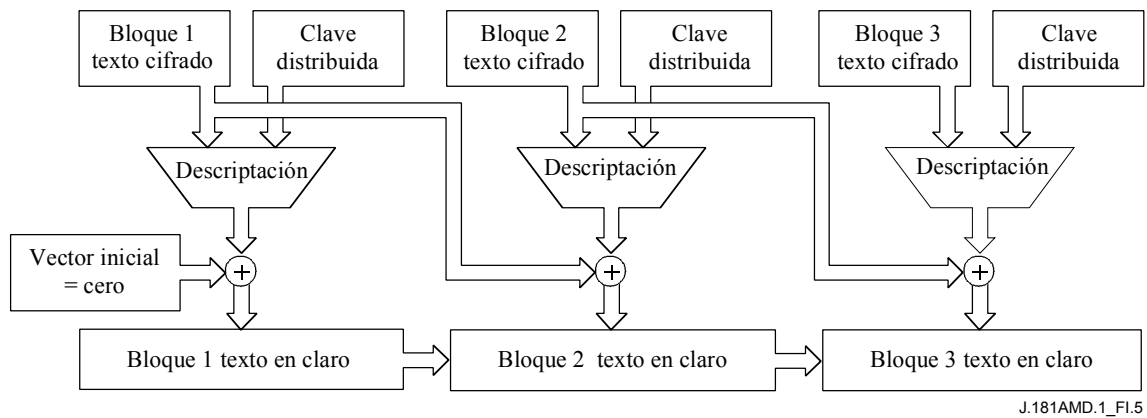 Bloque 1
texto cifrado
Clave
distribuida
Bloque 2
texto cifrado
Clave
distribuida
Bloque 3
texto cifrado
Clave
distribuida
Descriptación
Descriptación
Descriptación
Vector inicial
= cero
+
+
+
Bloque 1 texto en claro
Bloque 2 texto en claro
Bloque 3 texto en claro
J.181AMD.1_FI.5